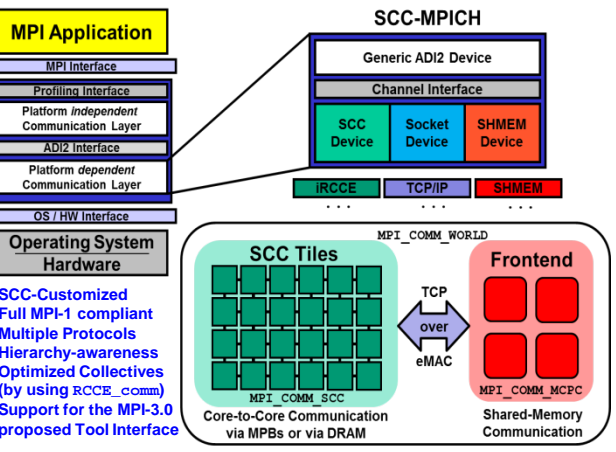 MPI Application
MPI Interface
Profiling Interface
Platform independent
Communication Layer
ADI2 Interface
Platform dependent
Communication Layer
OS / HW Interface
Operating System
Hardware
SCC-Customized
Full MPI-1 compliant
Multiple Protocols
Hierarchy-awareness
Optimized Collectives
(by using RCCE_comm)
Support for the MPI-3.0
proposed Tool Interface
SCC-MPICH
Generic ADI2 Device
Channel Interface
SCC
Device
Socket
Device
SHMEM
Device
iRCCE
TCP/IP
SHMEM
. . .
. . .
. . .
MPI_COMM_WORLD
SCC Tiles
MPI_COMM_SCC
Core-to-Core Communication
via MPBs or via DRAM
TCP
over
eMAC
Frontend
MPI_COMM_MCPC
Shared-Memory
Communication